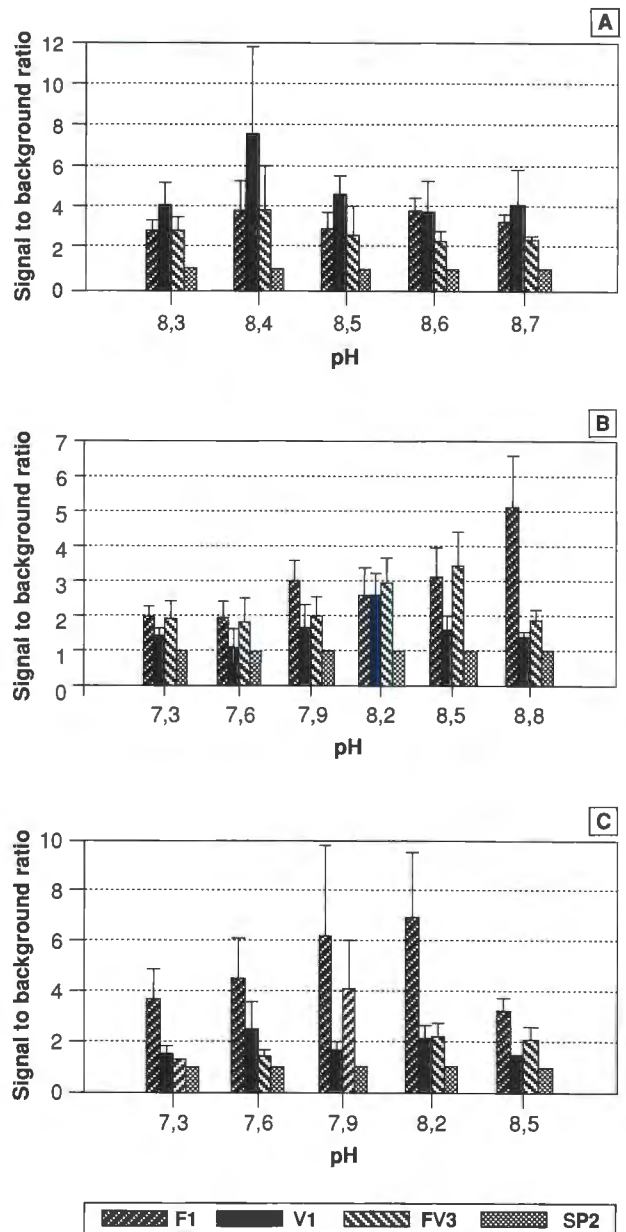 A
Signal to background ratio
12
10
8
6
4
2
0
8,3 8,4 8,5 8,6 8,7
pH
B
Signal to background ratio
7
6
5
4
3
2
1
0
7,3 7,6 7,9 8,2 8,5 8,8
pH
C
Signal to background ratio
10
8
6
4
2
0
7,3 7,6 7,9 8,2 8,5
pH
F1 V1 FV3 SP2